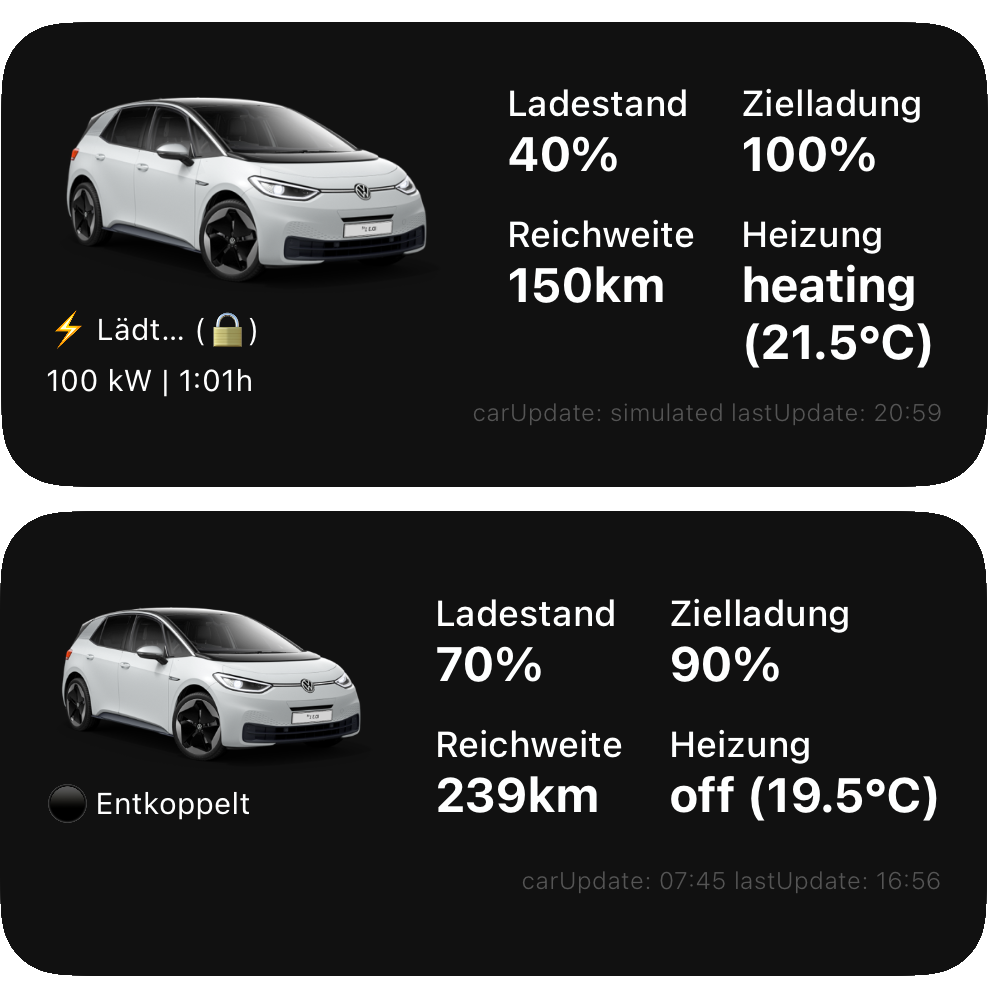 Ladestand Zielladung
40% 100%
Reichweite Heizung
150km heating
(21.5°C)
⚡ Lädt... (🔒)
100 kW | 1:01h
carUpdate: simulated lastUpdate: 20:59
Ladestand Zielladung
70% 90%
Reichweite Heizung
239km off (19.5°C)
⚫ Entkoppelt
carUpdate: 07:45 lastUpdate: 16:56